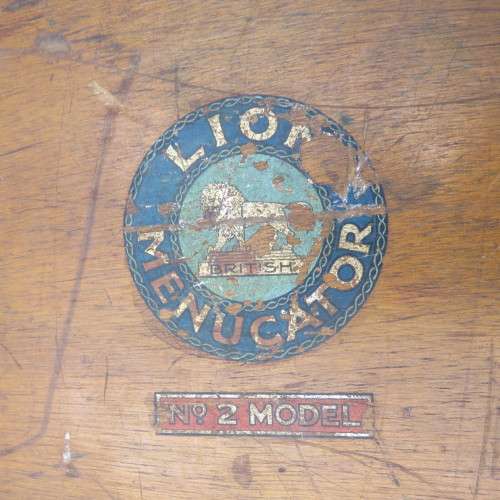 LION
BRITISH
MENUCATOR
Nº 2 MODEL